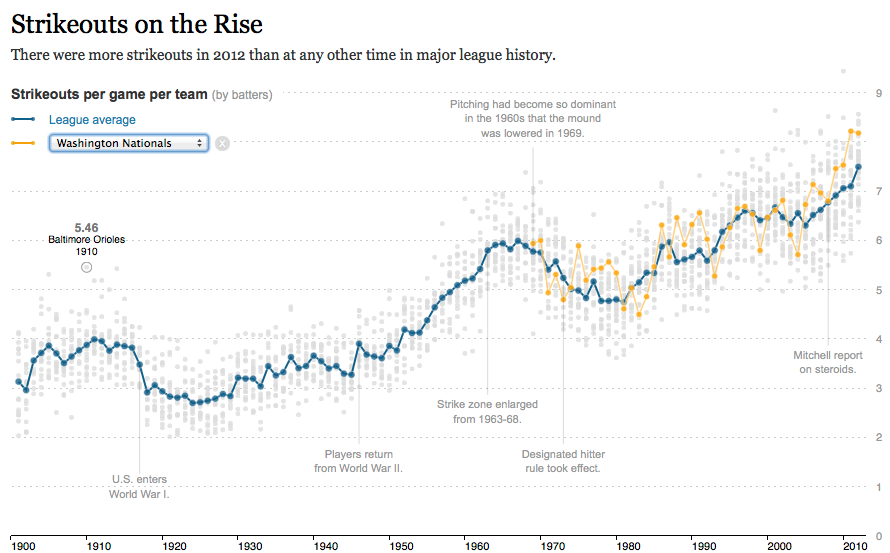 Strikeouts on the Rise
There were more strikeouts in 2012 than at any other time in major league history.
Strikeouts per game per team (by batters)
League average
Washington Nationals
x
Pitching had become so dominant
in the 1960s that the mound
was lowered in 1969.
5.46
Baltimore Orioles
1910
Mitchell report
on steroids.
Strike zone enlarged
from 1963-68.
Players return
from World War II.
Designated hitter
rule took effect.
U.S. enters
World War I.
9
8
7
6
5
4
3
2
1
0
1900 1910 1920 1930 1940 1950 1960 1970 1980 1990 2000 2010